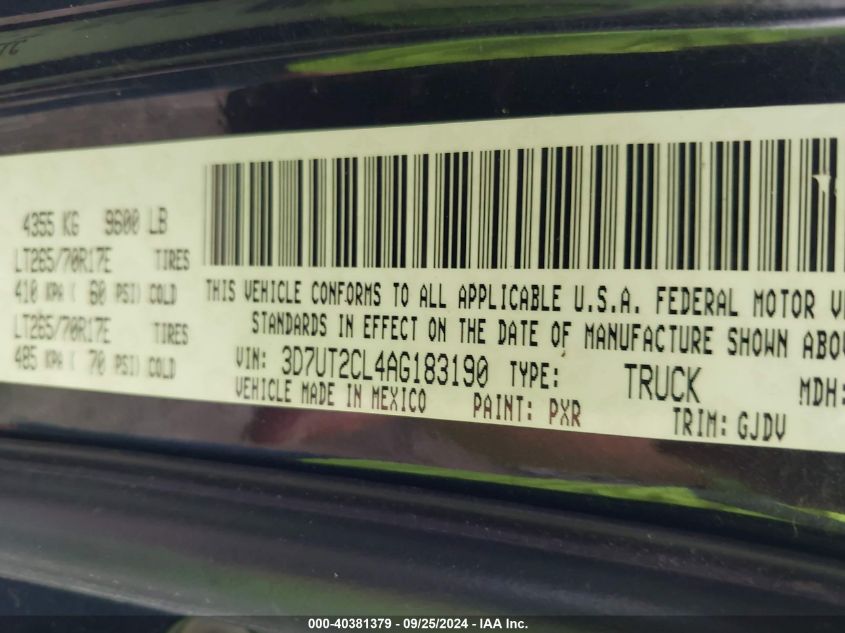 4355 KG 9600 LB
LT265/70R17E TIRES
410 KPA ( 60 PSI) COLD
LT265/70R17E TIRES
485 KPA ( 70 PSI) COLD
THIS VEHICLE CONFORMS TO ALL APPLICABLE U.S.A. FEDERAL MOTOR
STANDARDS IN EFFECT ON THE DATE OF MANUFACTURE SHOWN
VIN: 3D7UT2CL4AG183190 TYPE: TRUCK MDH:
VEHICLE MADE IN MEXICO PAINT: PXR TRIM: GJDV
000-40381379 - 09/25/2024 - IAA Inc.